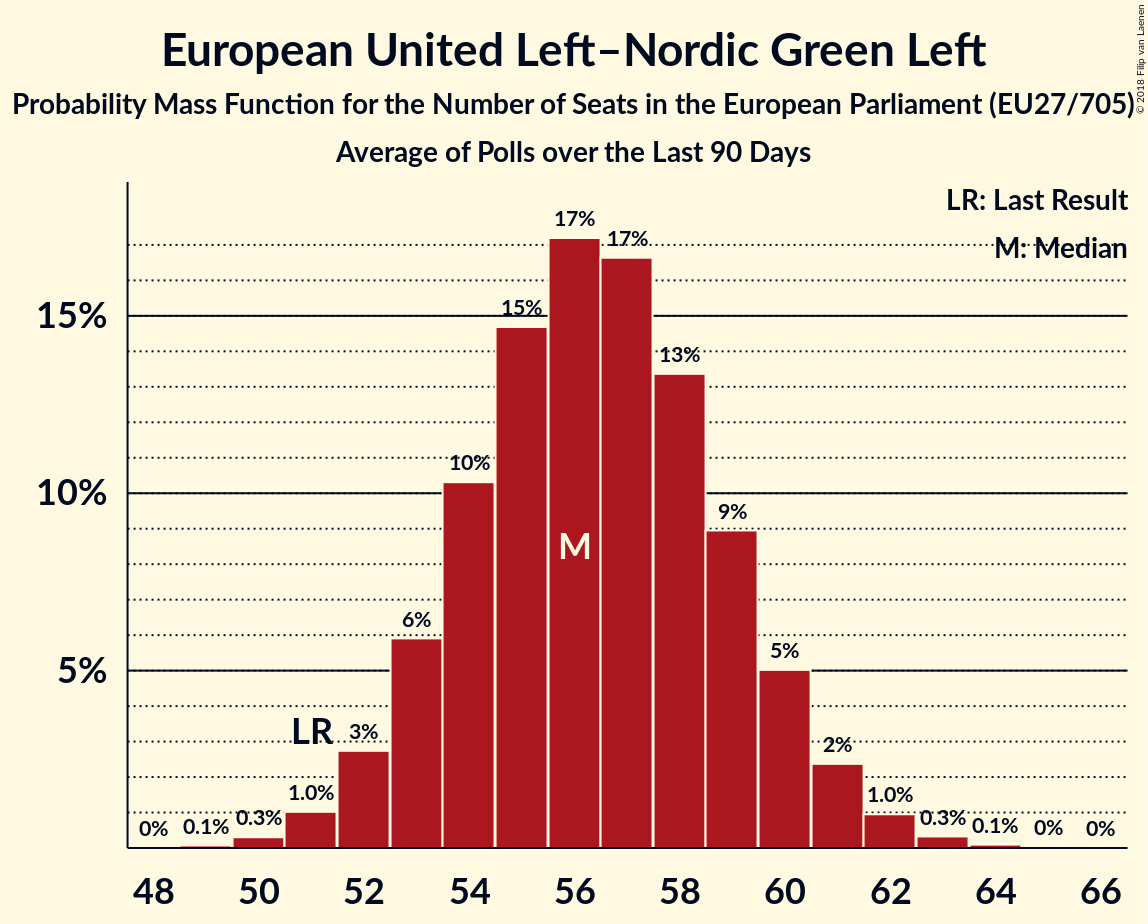 European United Left–Nordic Green Left
Probability Mass Function for the Number of Seats in the European Parliament (EU27/705)
Average of Polls over the Last 90 Days
© 2018 Filip van Laenen
LR: Last Result
M: Median
17%
17%
15%
15%
13%
10%
10%
9%
M
6%
5%
5%
LR
3%
2%
1.0%
1.0%
0%
0.1%
0.3%
0.3%
0.1%
0%
0%
48 50 52 54 56 58 60 62 64 66